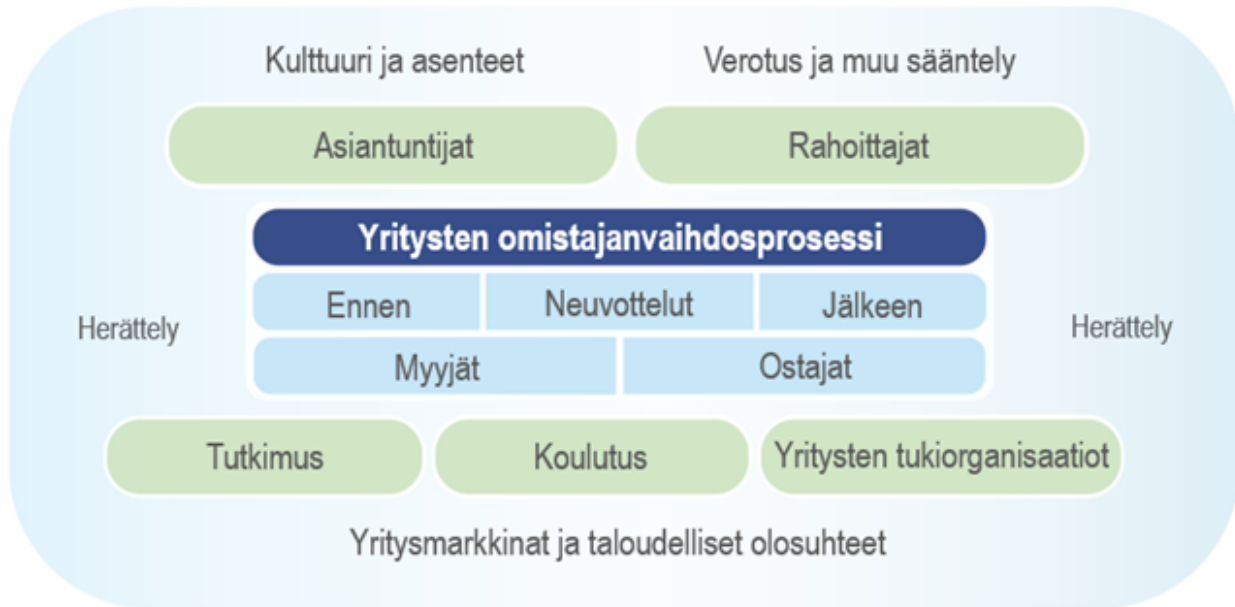 Kulttuuri ja asenteet
Verotus ja muu sääntely
Asiantuntijat
Rahoittajat
Yritysten omistajanvaihdosprosessi
Ennen
Neuvottelut
Jälkeen
Herättely
Herättely
Myyjät
Ostajat
Tutkimus
Koulutus
Yritysten tukiorganisaatiot
Yritysmarkkinat ja taloudelliset olosuhteet